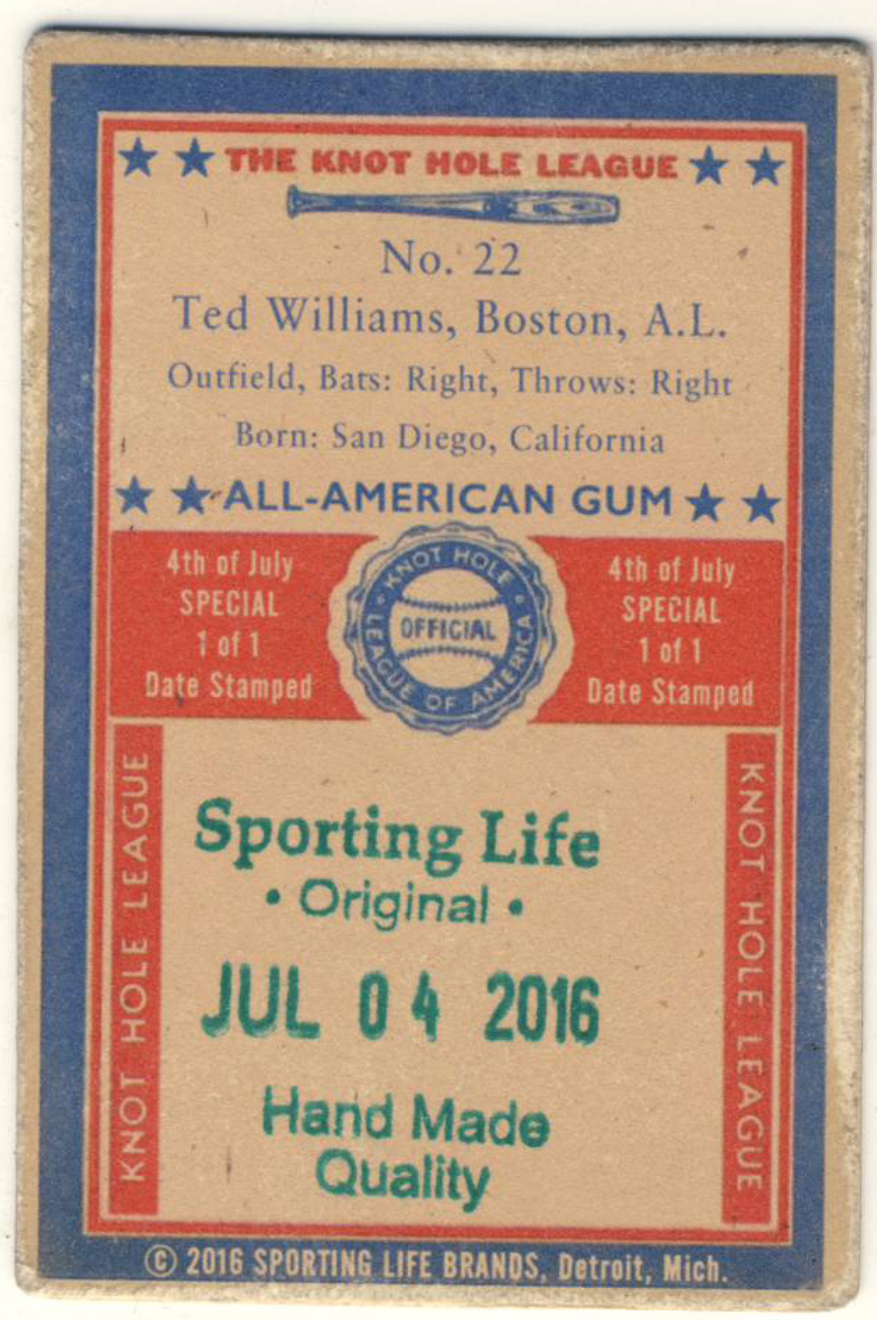 THE KNOT HOLE LEAGUE
No. 22
Ted Williams, Boston, A.L.
Outfield, Bats: Right, Throws: Right
Born: San Diego, California
ALL-AMERICAN GUM
4th of July
SPECIAL
1 of 1
Date Stamped
KNOT HOLE
LEAGUE OF AMERICA
OFFICIAL
4th of July
SPECIAL
1 of 1
Date Stamped
KNOT HOLE LEAGUE
Sporting Life
• Original •
JUL 04 2016
Hand Made
Quality
KNOT HOLE LEAGUE
© 2016 SPORTING LIFE BRANDS, Detroit, Mich.